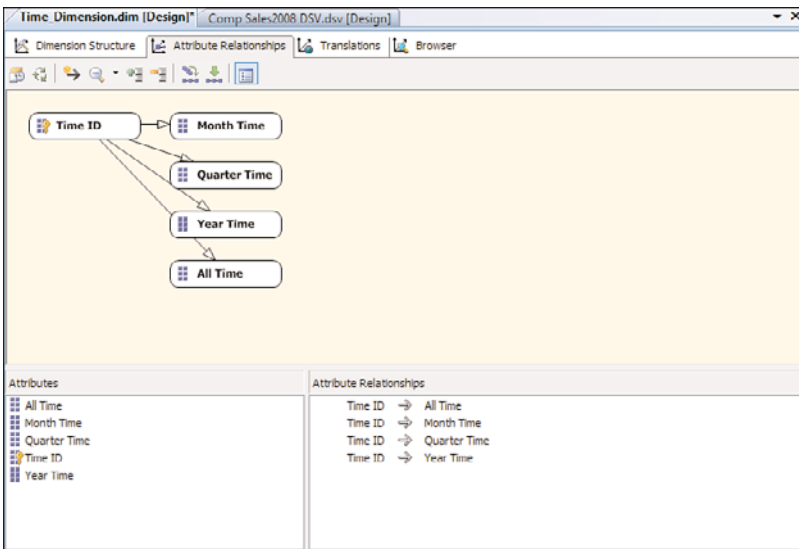 Time_Dimension.dim [Design]* Comp Sales2008 DSV.dsv [Design]
Dimension Structure Attribute Relationships Translations Browser
Time ID Month Time
Quarter Time
Year Time
All Time
Attributes Attribute Relationships
All Time Time ID All Time
Month Time Time ID Month Time
Quarter Time Time ID Quarter Time
Time ID Time ID Year Time
Year Time